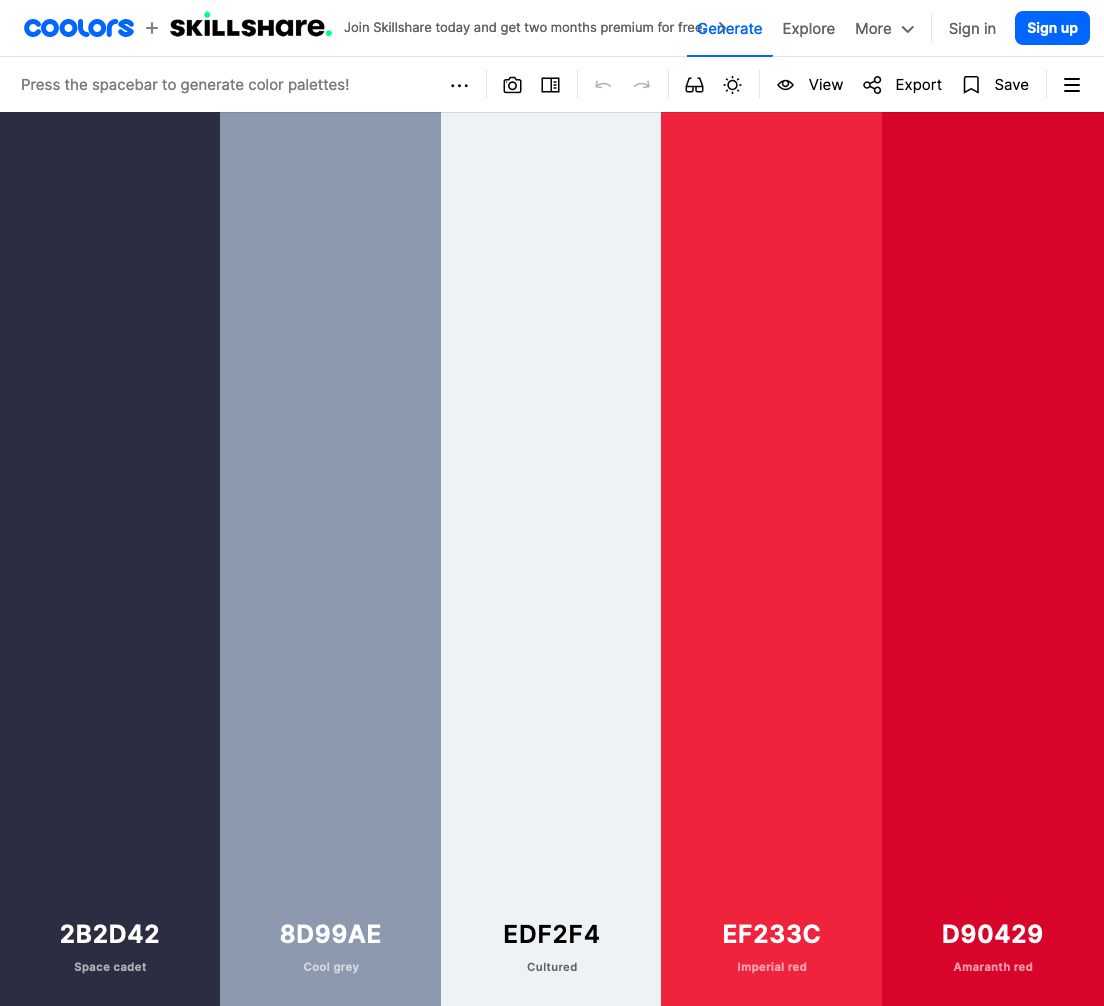 coolors + SKILLSHARE. Join Skillshare today and get two months premium for free. Generate Explore More Sign in Sign up
Press the spacebar to generate color palettes! View Export Save
2B2D42 8D99AE EDF2F4 EF233C D90429
Space cadet Cool grey Cultured Imperial red Amaranth red